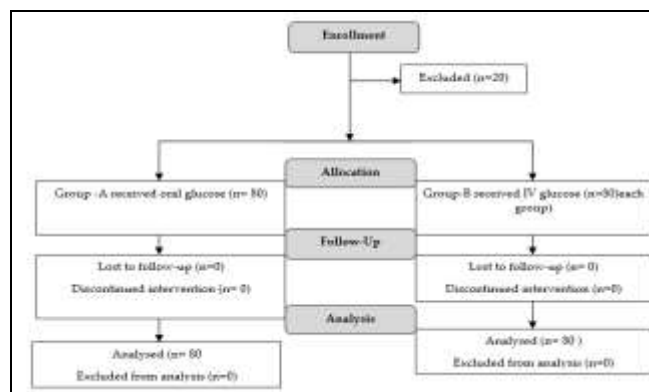 Enrollment
Excluded (n=20)
Allocation
Group -A received oral glucose (n= 80)
Group-B received IV glucose (n=80)each
group)
Follow-Up
Lost to follow-up (n=0)
Discontinued intervention (n= 0)
Lost to follow-up (n= 0)
Discontinued intervention (n=0)
Analysis
Analysed (n= 80
Excluded from analysis (n=0)
Analysed (n= 80 )
Excluded from analysis (n=0)